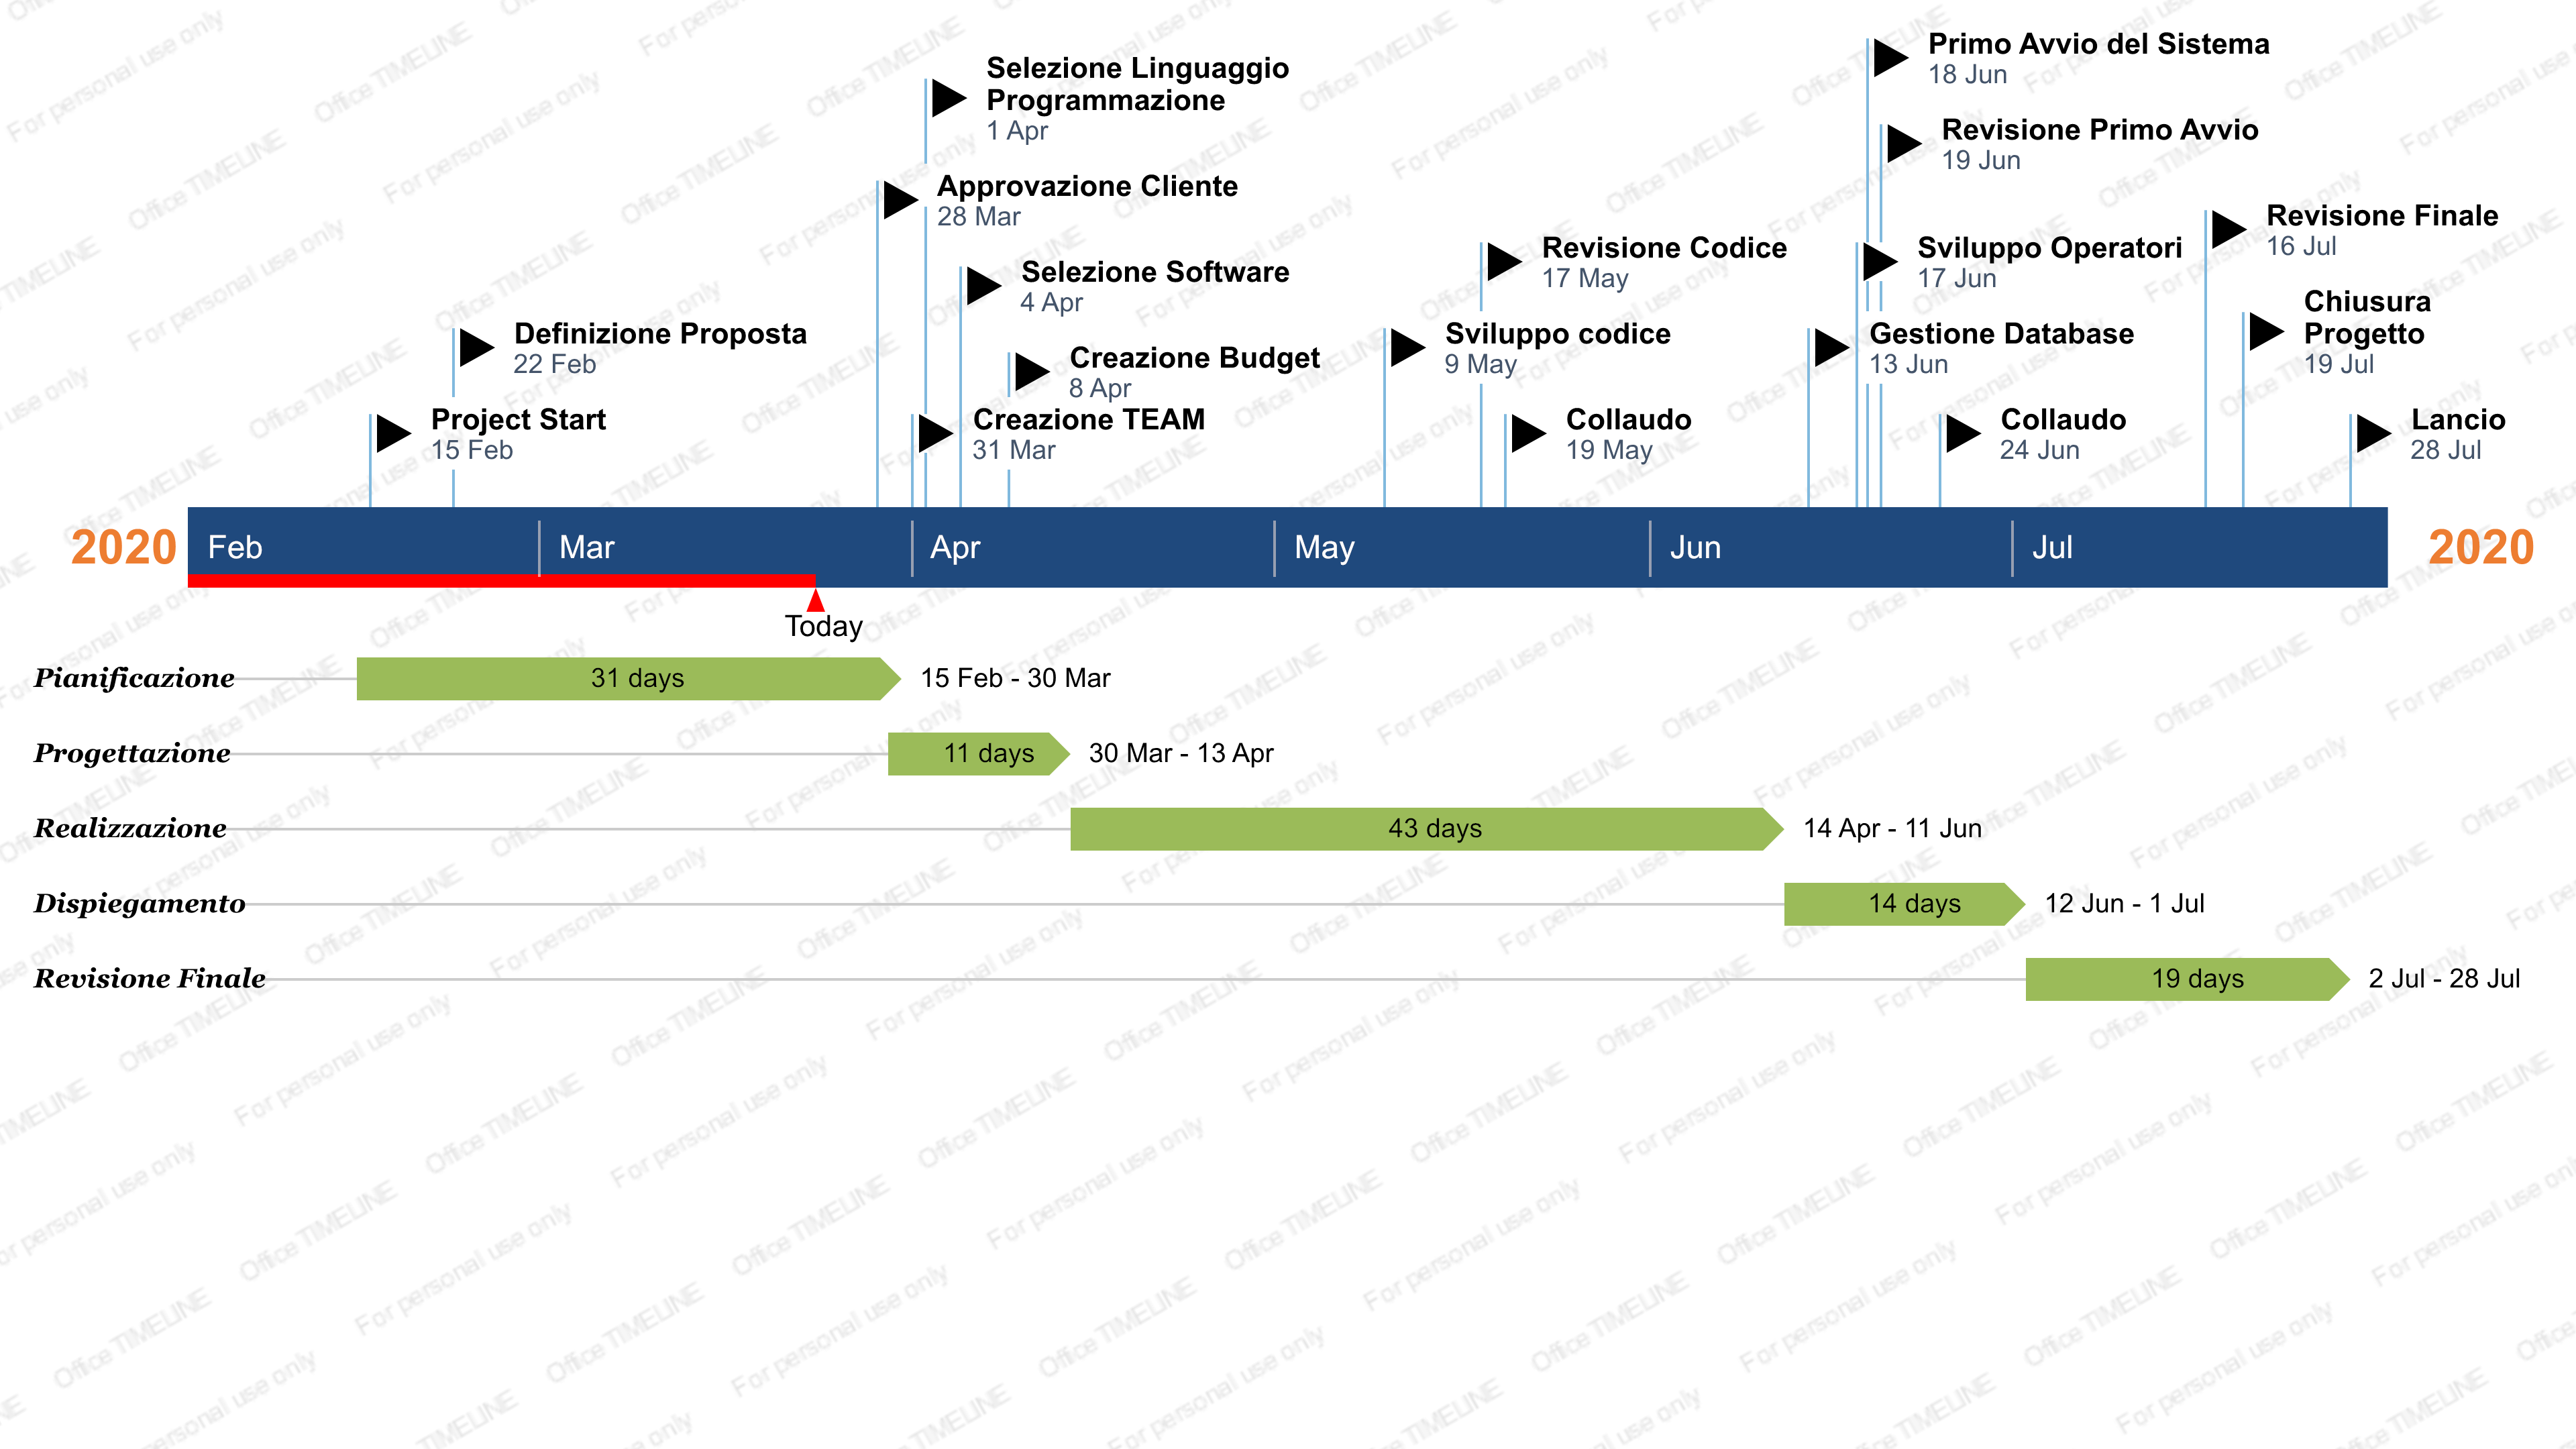 Primo Avvio del Sistema
18 Jun
Selezione Linguaggio
Programmazione
1 Apr
Revisione Primo Avvio
19 Jun
Approvazione Cliente
28 Mar
Revisione Finale
16 Jul
Revisione Codice
17 May
Sviluppo Operatori
17 Jun
Selezione Software
4 Apr
Chiusura
Progetto
19 Jul
Definizione Proposta
22 Feb
Sviluppo codice
9 May
Gestione Database
13 Jun
Creazione Budget
8 Apr
Project Start
15 Feb
Creazione TEAM
31 Mar
Collaudo
19 May
Collaudo
24 Jun
Lancio
28 Jul
2020 Feb Mar Apr May Jun Jul 2020
Today
Pianificazione 31 days 15 Feb - 30 Mar
Progettazione 11 days 30 Mar - 13 Apr
Realizzazione 43 days 14 Apr - 11 Jun
Dispiegamento 14 days 12 Jun - 1 Jul
Revisione Finale 19 days 2 Jul - 28 Jul
Office TIMELINE
For personal use only